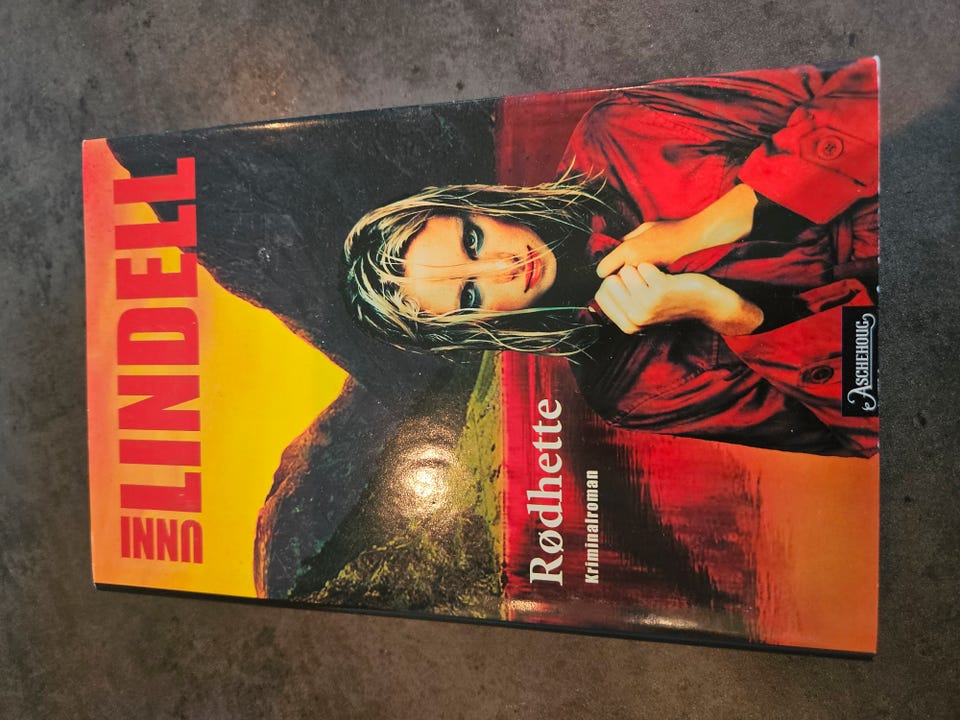 UNNI
LINDELL
Rødhette
Kriminalroman
ASCHEHOUG